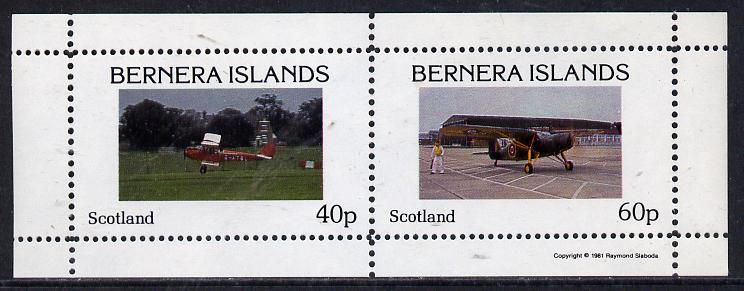 BERNERA ISLANDS
Scotland
40p
BERNERA ISLANDS
Scotland
60p
Copyright © 1981 Raymond Slaboda